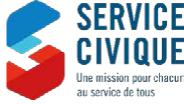 SERVICE
CIVIQUE
Une mission pour chacun
au service de tous